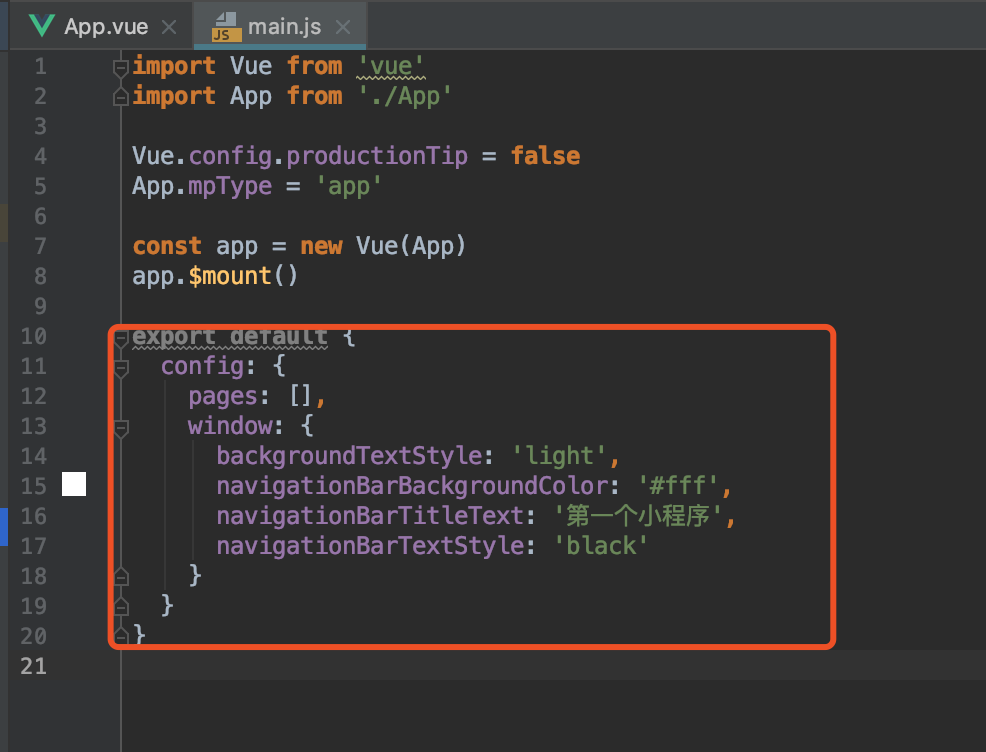 App.vue
JS main.js
1 import Vue from 'vue'
2 import App from './App'
3
4 Vue.config.productionTip = false
5 App.mpType = 'app'
6
7 const app = new Vue(App)
8 app.$mount()
9
10 export default {
11   config: {
12     pages: [],
13     window: {
14       backgroundTextStyle: 'light',
15       navigationBarBackgroundColor: '#fff',
16       navigationBarTitleText: '第一个小程序',
17       navigationBarTextStyle: 'black'
18     }
19   }
20 }
21